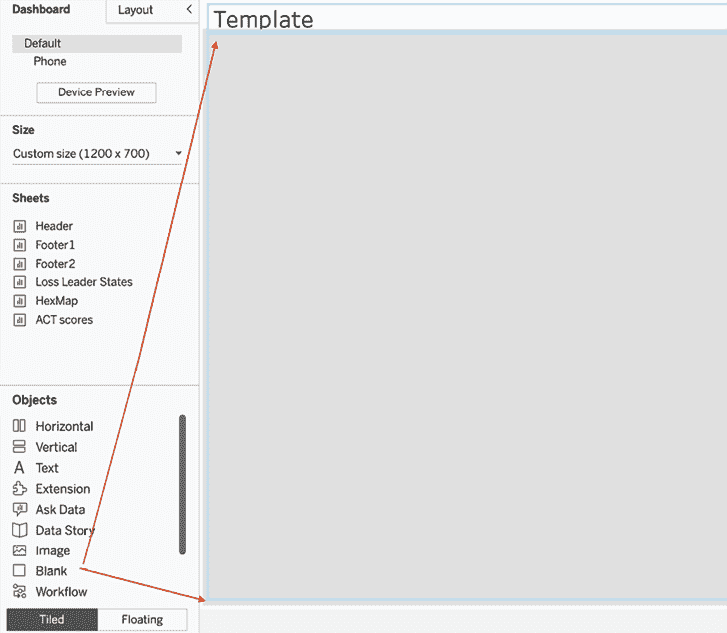 Dashboard
Layout
<
Default
Phone
Device Preview
Size
Custom size (1200 x 700)
Sheets
Header
Footer1
Footer2
Loss Leader States
HexMap
ACT scores
Objects
Horizontal
Vertical
A Text
Extension
Ask Data
Data Story
Image
Blank
Workflow
Tiled
Floating
Template